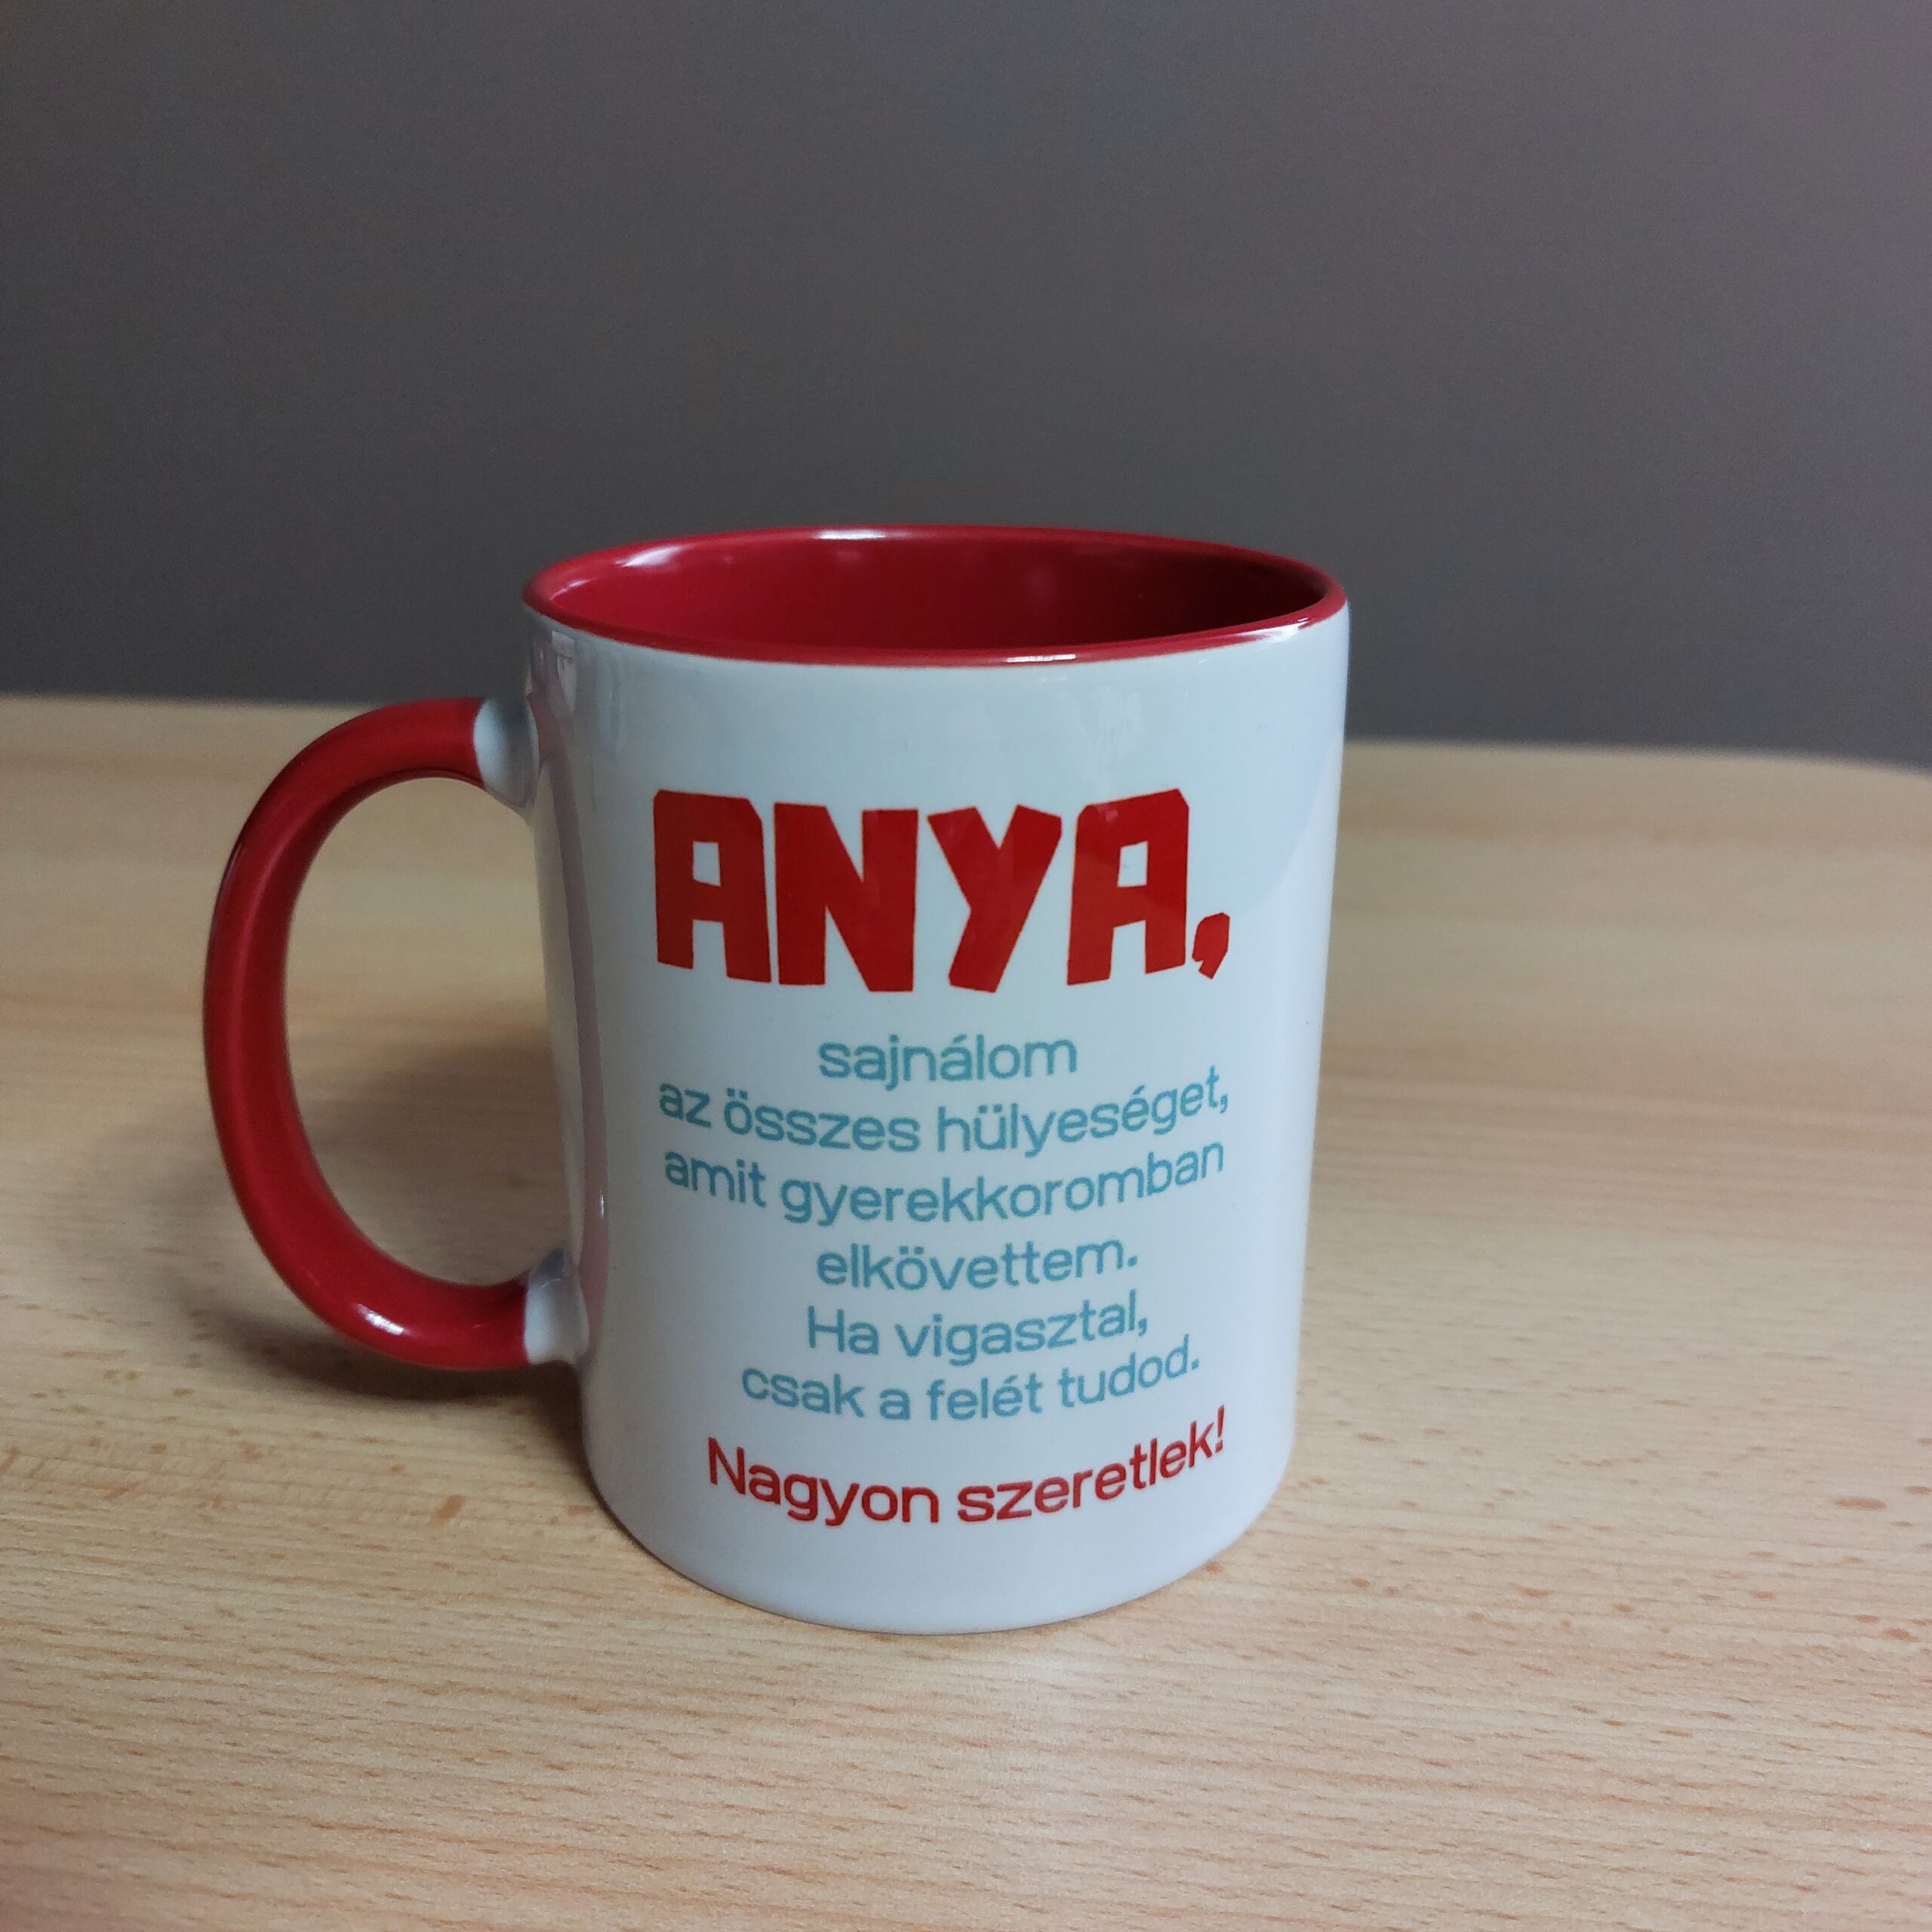 ANYA,
sajnálom
az összes hülyeséget,
amit gyerekkoromban
elkövettem.
Ha vigasztal,
csak a felét tudod.
Nagyon szeretlek!